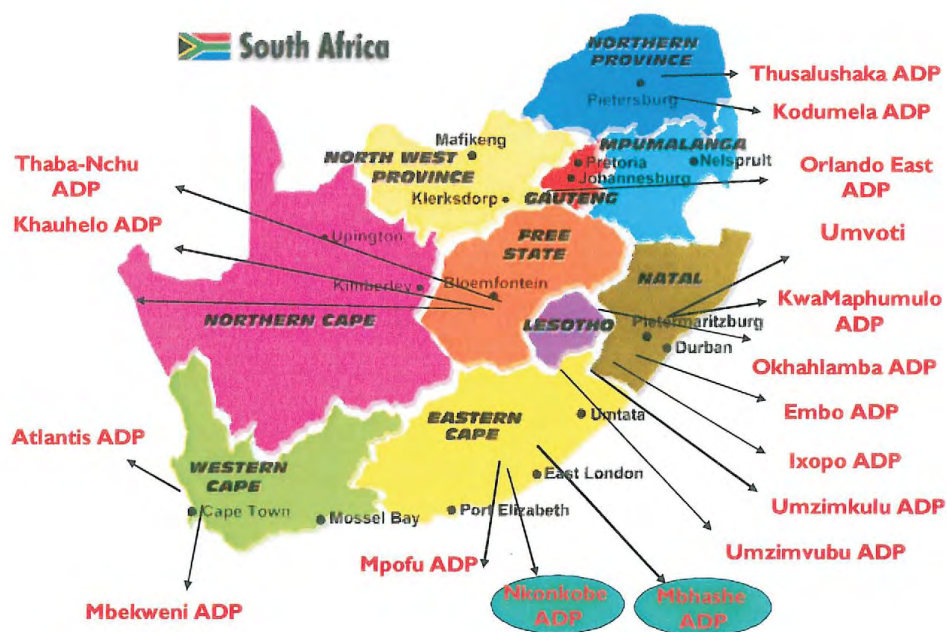 South Africa
NORTHERN
PROVINCE
Pietersburg
Thusalushaka ADP
Kodumela ADP
Mafikeng
MPUMALANGA
Nelspruit
NORTH WEST
PROVINCE
Pretoria
Johannesburg
Klerksdorp
GAUTENG
Orlando East
ADP
Thaba-Nchu
ADP
Khauhelo ADP
Upington
FREE
STATE
Umvoti
Kimberley
Bloemfontein
NATAL
NORTHERN CAPE
LESOTHO
Pietermaritzburg
Durban
KwaMaphumulo
ADP
Okhahlamba ADP
Embo ADP
Umtata
EASTERN
CAPE
Atlantis ADP
WESTERN
CAPE
East London
Ixopo ADP
Cape Town
Mossel Bay
Port Elizabeth
Umzimkulu ADP
Umzimvubu ADP
Mpofu ADP
Mbekweni ADP
Nkonkobe
ADP
Mbhashe
ADP